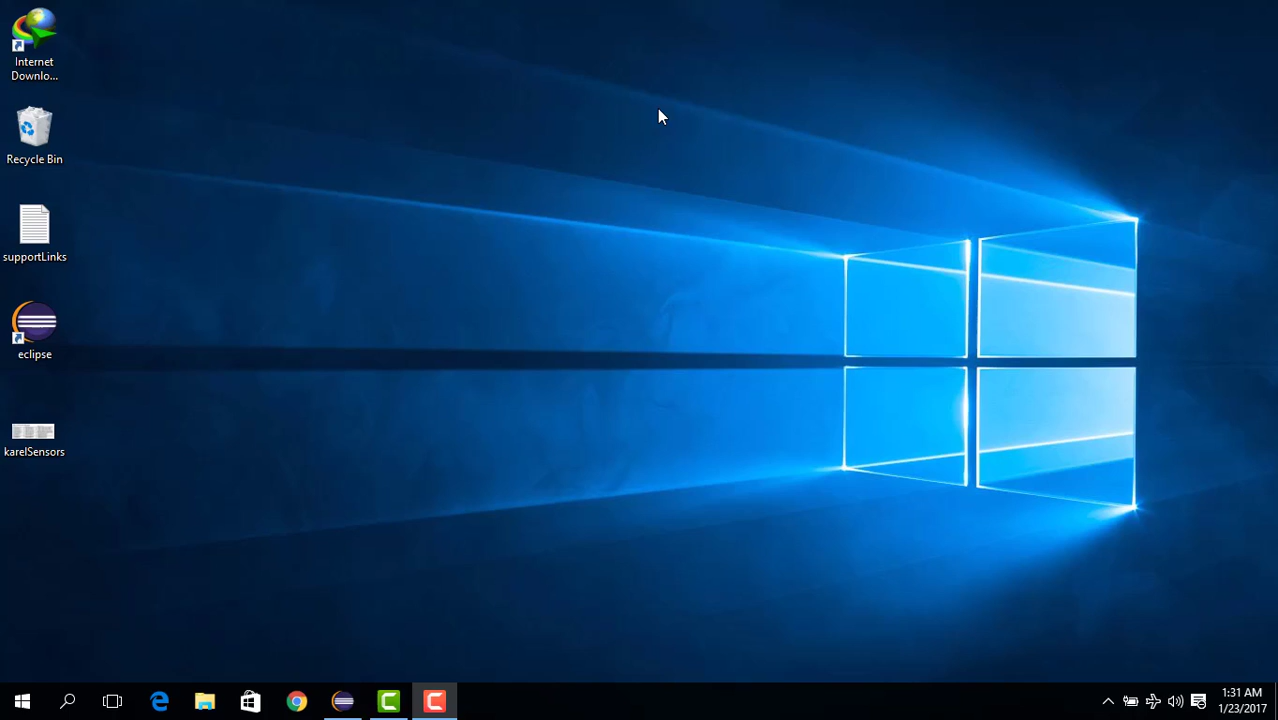 Internet
Downlo...
Recycle Bin
supportLinks
eclipse
karelSensors
1:31 AM
1/23/2017